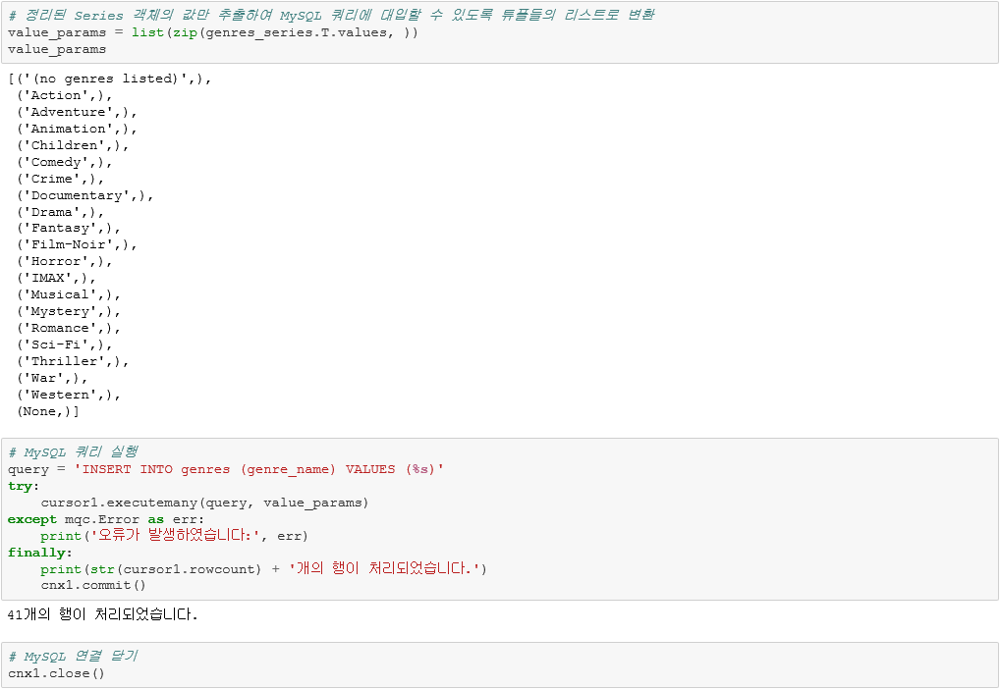 # 정리된 Series 객체의 값만 추출하여 MySQL 쿼리에 대입할 수 있도록 튜플들의 리스트로 변환
value_params = list(zip(genres_series.T.values, ))
value_params
[('(no genres listed)',),
 ('Action',),
 ('Adventure',),
 ('Animation',),
 ('Children',),
 ('Comedy',),
 ('Crime',),
 ('Documentary',),
 ('Drama',),
 ('Fantasy',),
 ('Film-Noir',),
 ('Horror',),
 ('IMAX',),
 ('Musical',),
 ('Mystery',),
 ('Romance',),
 ('Sci-Fi',),
 ('Thriller',),
 ('War',),
 ('Western',),
 (None,)]
# MySQL 쿼리 실행
query = 'INSERT INTO genres (genre_name) VALUES (%s)'
try:
    cursor1.executemany(query, value_params)
except mqc.Error as err:
    print('오류가 발생하였습니다:', err)
finally:
    print(str(cursor1.rowcount) + '개의 행이 처리되었습니다.')
    cnx1.commit()
41개의 행이 처리되었습니다.
# MySQL 연결 닫기
cnx1.close()